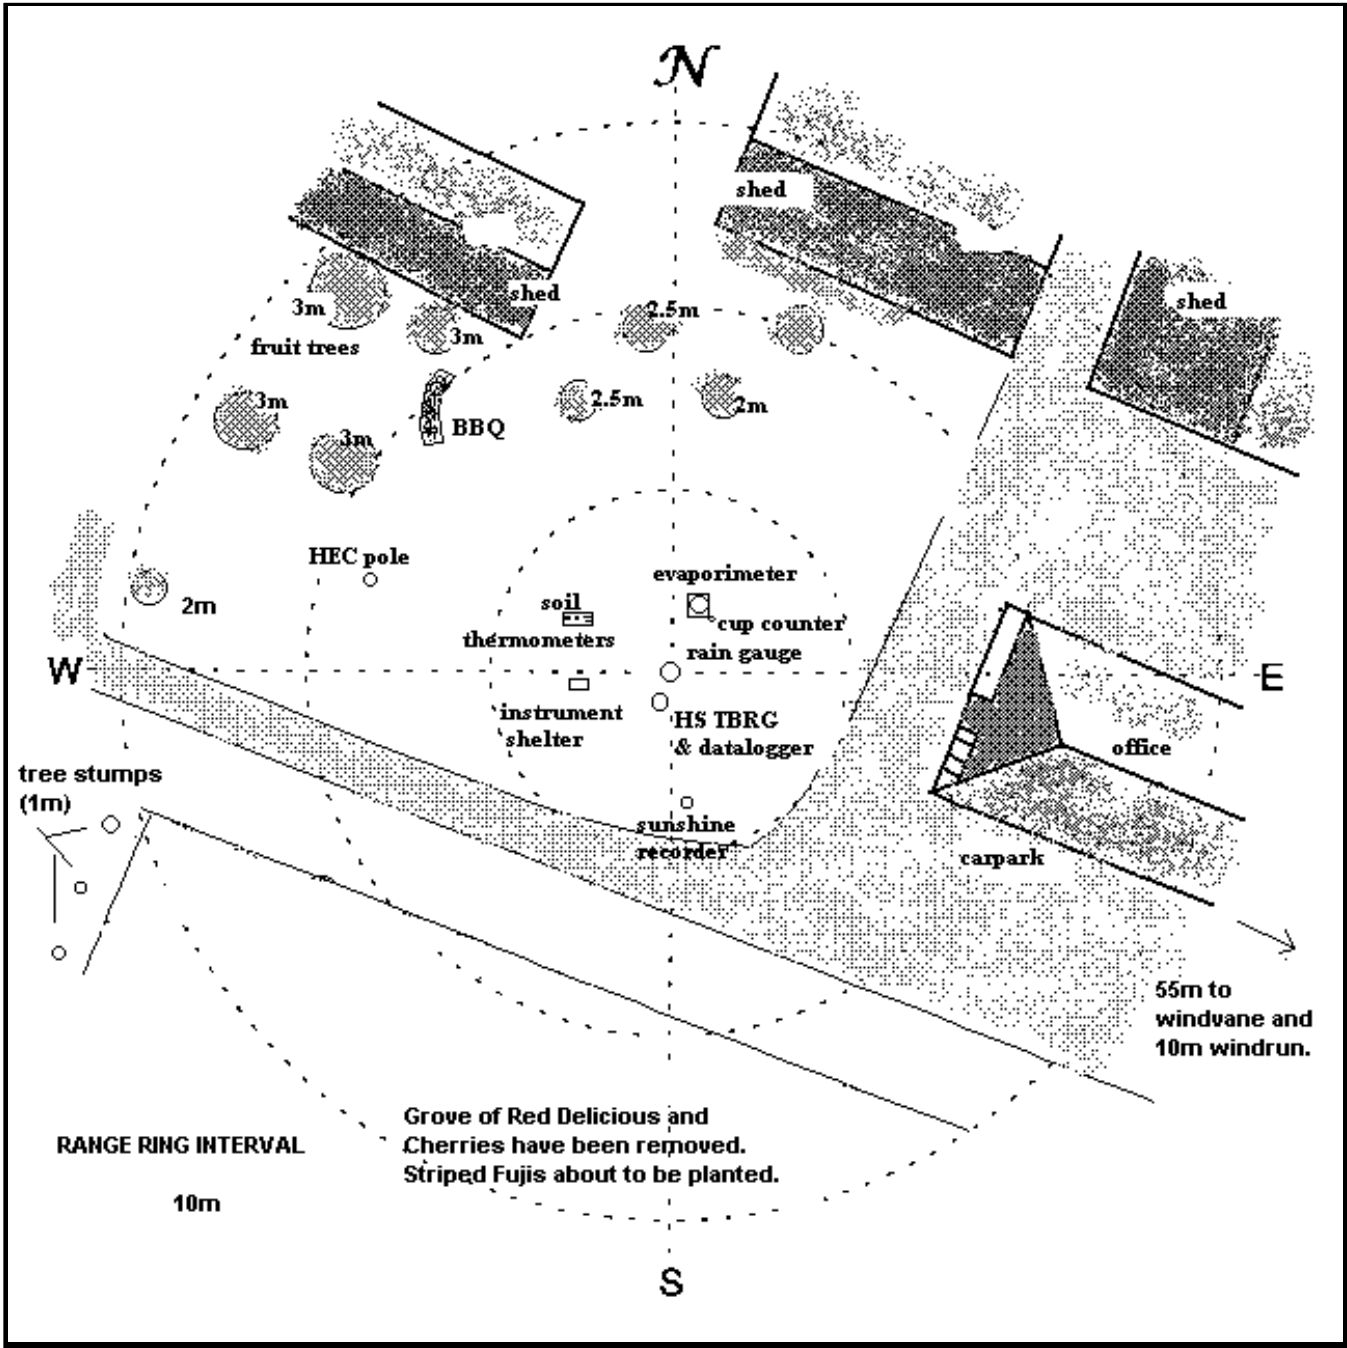 N
shed
shed
shed
3m
2.5m
3m
fruit trees
3m
2.5m
2m
3m
BBQ
HEC pole
evaporimeter
soil
thermometers
2m
cup counter
rain gauge
W
E
instrument
shelter
HS TBRG
& datalogger
office
tree stumps
(1m)
sunshine
recorder
carpark
55m to
windvane and
10m windrun.
Grove of Red Delicious and
Cherries have been removed.
Striped Fujis about to be planted.
RANGE RING INTERVAL
10m
S